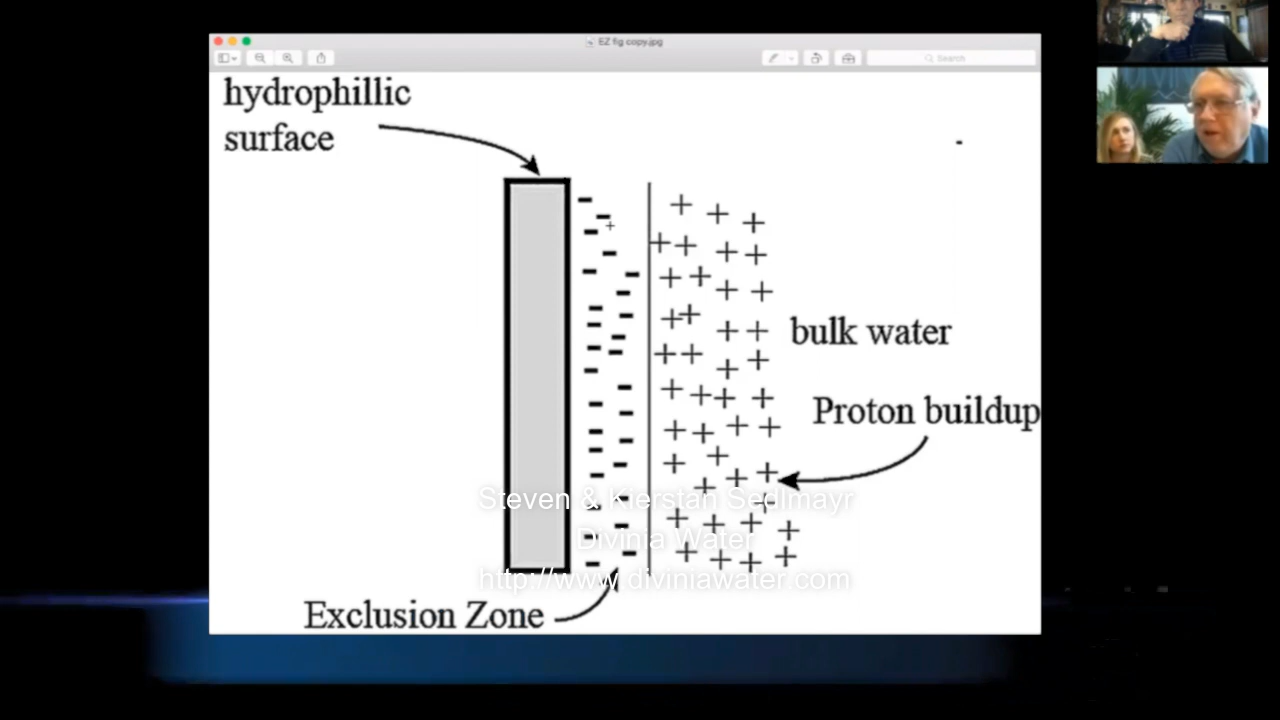 EZ fig copy.jpg
Search
hydrophillic
surface
bulk water
Proton buildup
Steven & Kierstan Sedlmayr
Divinia Water
http://www.diviniawater.com
Exclusion Zone